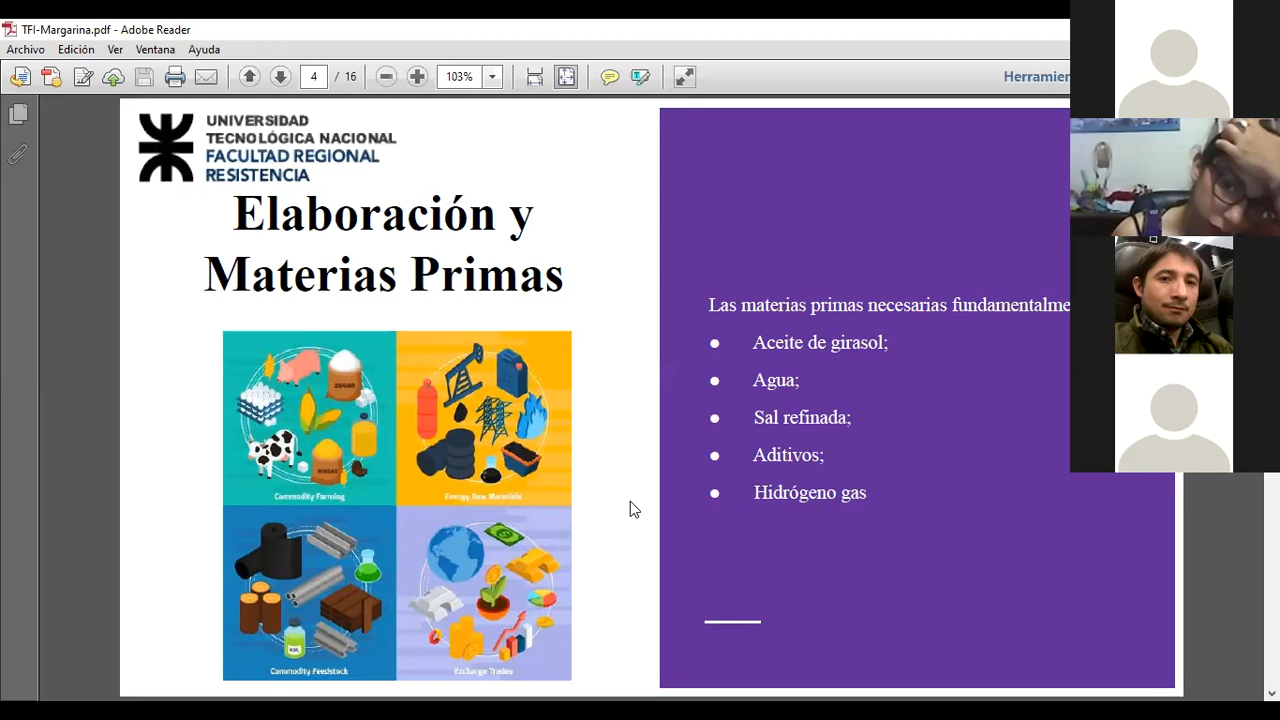 TFI-Margarina.pdf - Adobe Reader
Archivo Edición Ver Ventana Ayuda
4 / 16 103% Herramien
UNIVERSIDAD
TECNOLÓGICA NACIONAL
FACULTAD REGIONAL
RESISTENCIA
Elaboración y
Materias Primas
SUGAR
Commodity Farming
Energy Raw Materials
Commodity Feedstock
Exchange Trades
Las materias primas necesarias fundamentalme
● Aceite de girasol;
● Agua;
● Sal refinada;
● Aditivos;
● Hidrógeno gas